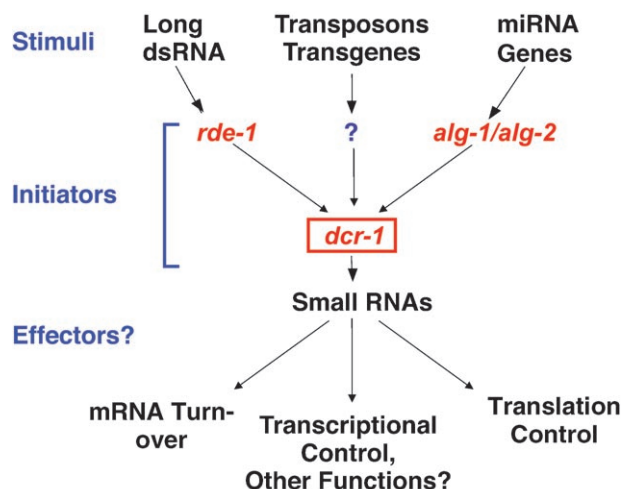 Stimuli
Long
dsRNA
Transposons
Transgenes
miRNA
Genes
Initiators
rde-1
?
alg-1/alg-2
dcr-1
Small RNAs
Effectors?
mRNA Turn-
over
Transcriptional
Control,
Other Functions?
Translation
Control